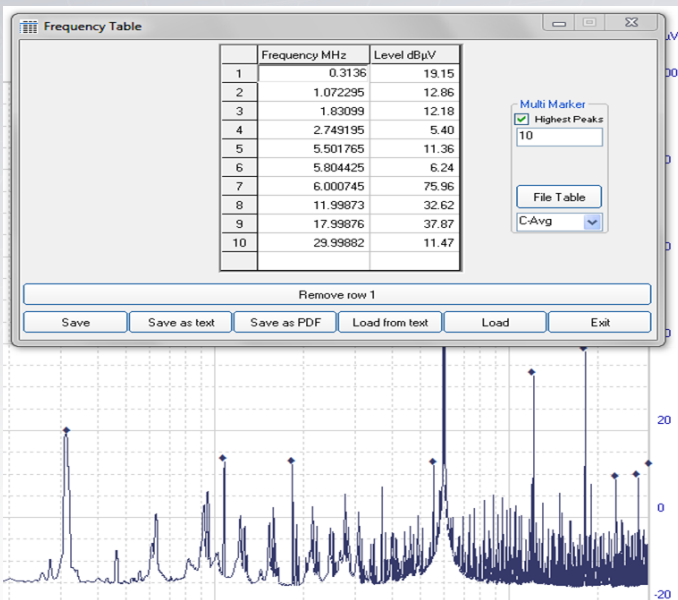 Frequency Table
Frequency MHz Level dBµV
1 0.3136 19.15
2 1.072295 12.86
3 1.83099 12.18
4 2.749195 5.40
5 5.501765 11.36
6 5.804425 6.24
7 6.000745 75.96
8 11.99873 32.62
9 17.99876 37.87
10 29.99882 11.47
Multi Marker
Highest Peaks
10
File Table
C-Avg
Remove row 1
Save Save as text Save as PDF Load from text Load Exit
20
0
-20